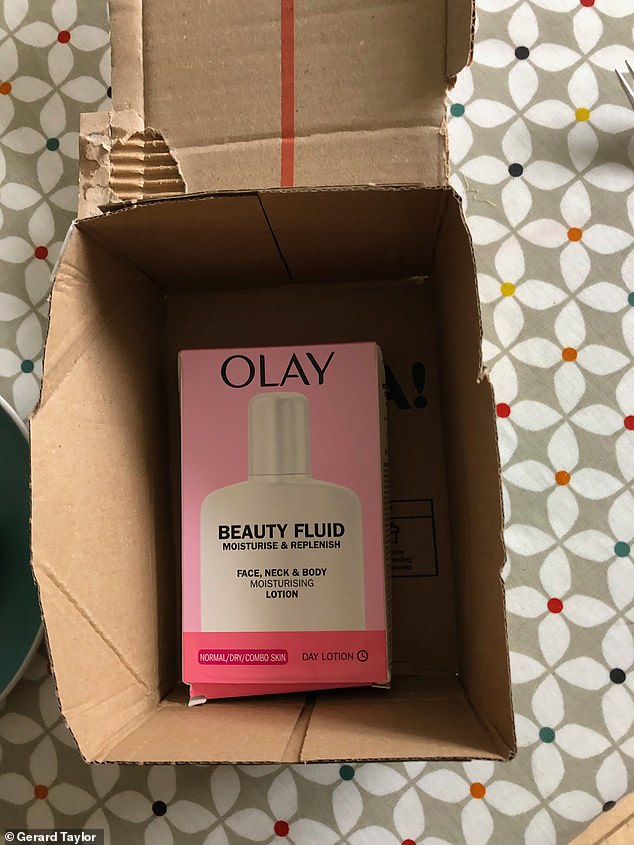 OLAY
A!
BEAUTY FLUID
MOISTURISE & REPLENISH
FACE, NECK & BODY
MOISTURISING
LOTION
NORMAL/DRY/COMBO SKIN
DAY LOTION
© Gerard Taylor